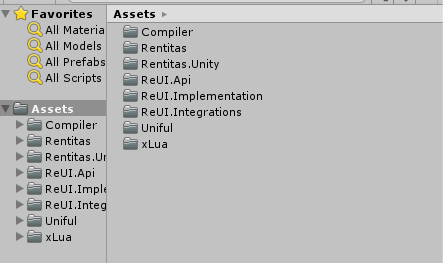 Favorites
All Materia
All Models
All Prefabs
All Scripts
Assets
Compiler
Rentitas
Rentitas.Un
ReUI.Api
ReUI.Imple
ReUI.Integ
Uniful
xLua
Assets
Compiler
Rentitas
Rentitas.Unity
ReUI.Api
ReUI.Implementation
ReUI.Integrations
Uniful
xLua